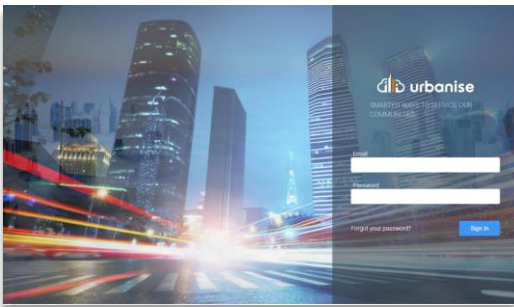 urbanise
SMARTER WAYS TO SERVICE OUR
COMMUNITIES
Email
Password
Forgot your password?
Sign In